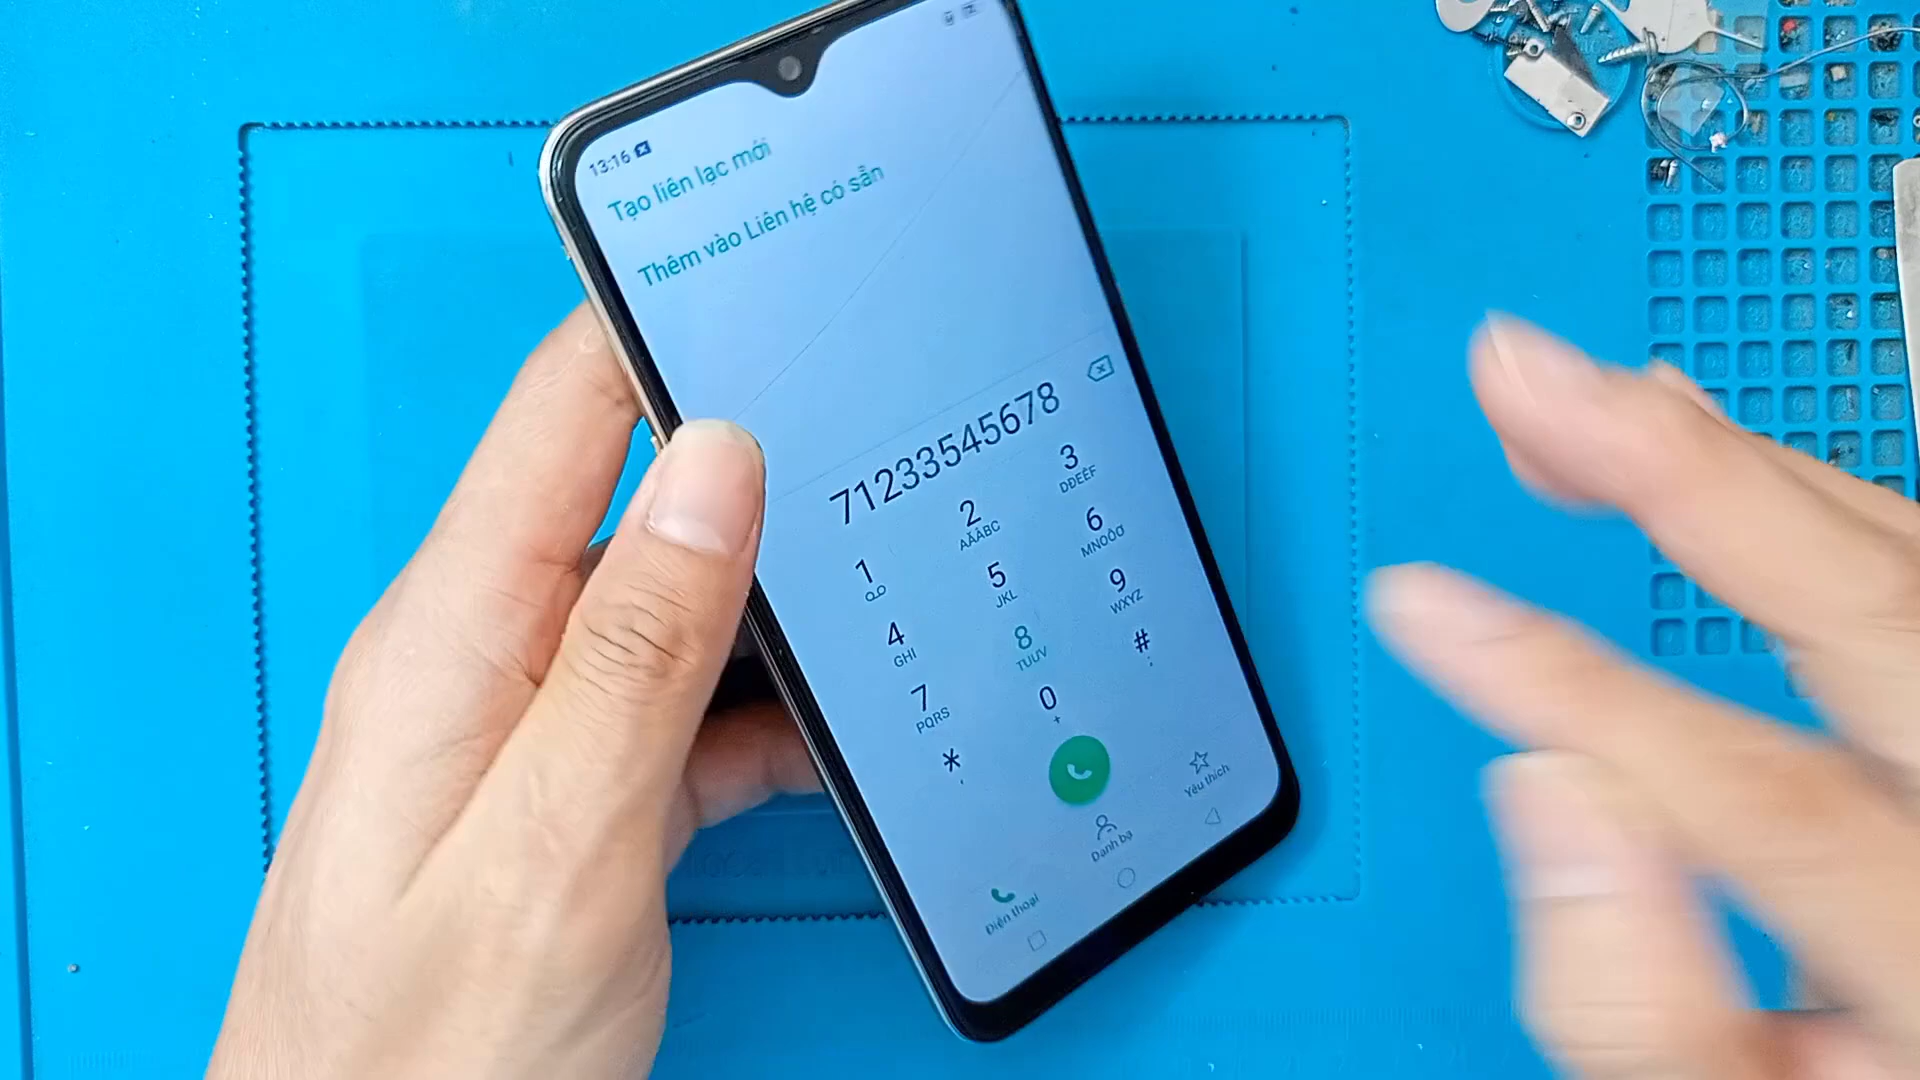 13:16
Tạo liên lạc mới
Thêm vào Liên hệ có sẵn
71233545678
1
2 AĂÂBC
3 DĐEÊF
4 GHI
5 JKL
6 MNOÔƠ
7 PQRS
8 TUƯV
9 WXYZ
* ,
0 +
# ;
Điện thoại
Danh bạ
Yêu thích